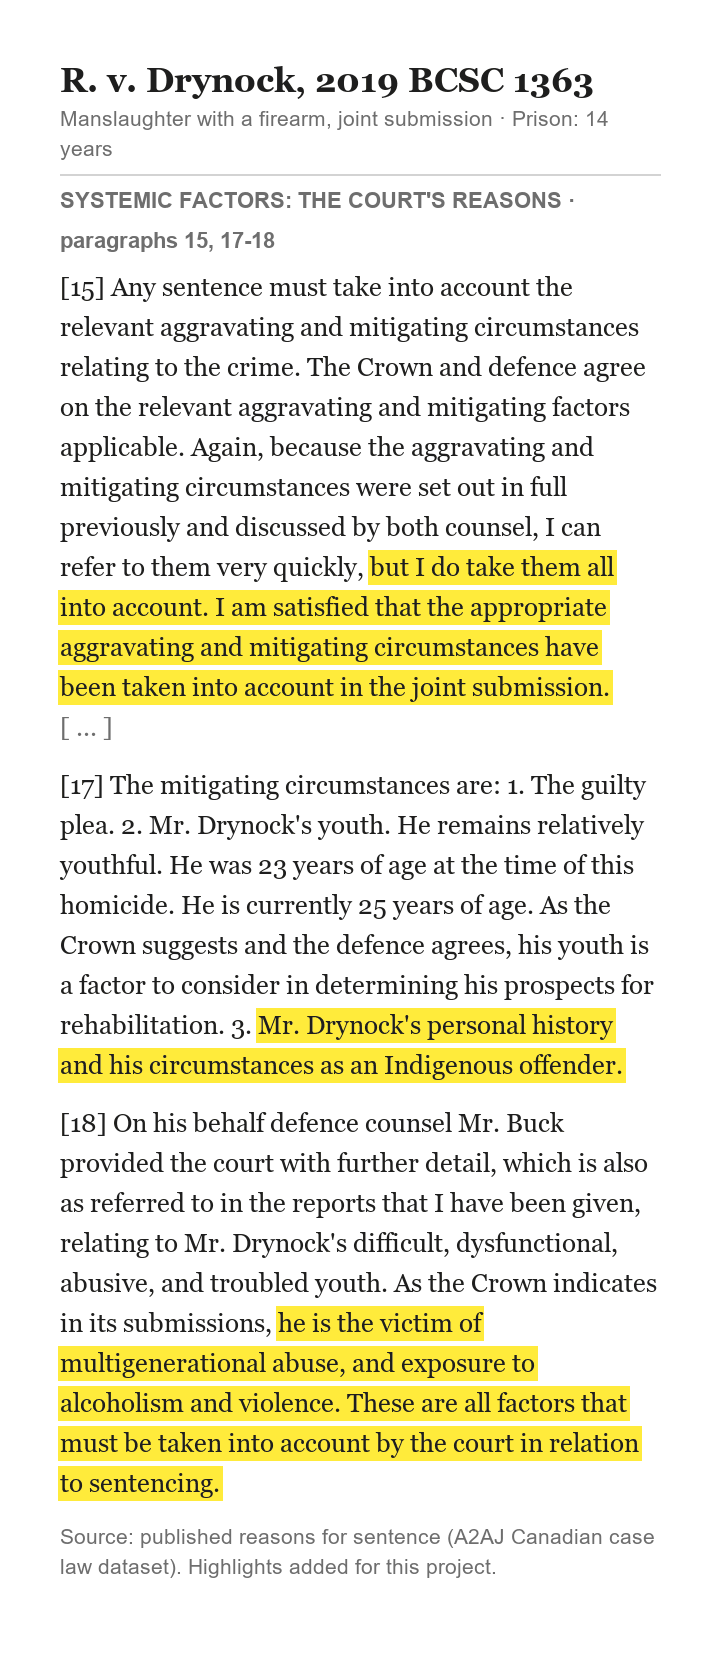 R. v. Drynock, 2019 BCSC 1363
Manslaughter with a firearm, joint submission · Prison: 14
years
SYSTEMIC FACTORS: THE COURT'S REASONS ·
paragraphs 15, 17-18
[15] Any sentence must take into account the
relevant aggravating and mitigating circumstances
relating to the crime. The Crown and defence agree
on the relevant aggravating and mitigating factors
applicable. Again, because the aggravating and
mitigating circumstances were set out in full
previously and discussed by both counsel, I can
refer to them very quickly, but I do take them all
into account. I am satisfied that the appropriate
aggravating and mitigating circumstances have
been taken into account in the joint submission.
[ ... ]
[17] The mitigating circumstances are: 1. The guilty
plea. 2. Mr. Drynock's youth. He remains relatively
youthful. He was 23 years of age at the time of this
homicide. He is currently 25 years of age. As the
Crown suggests and the defence agrees, his youth is
a factor to consider in determining his prospects for
rehabilitation. 3. Mr. Drynock's personal history
and his circumstances as an Indigenous offender.
[18] On his behalf defence counsel Mr. Buck
provided the court with further detail, which is also
as referred to in the reports that I have been given,
relating to Mr. Drynock's difficult, dysfunctional,
abusive, and troubled youth. As the Crown indicates
in its submissions, he is the victim of
multigenerational abuse, and exposure to
alcoholism and violence. These are all factors that
must be taken into account by the court in relation
to sentencing.
Source: published reasons for sentence (A2AJ Canadian case
law dataset). Highlights added for this project.